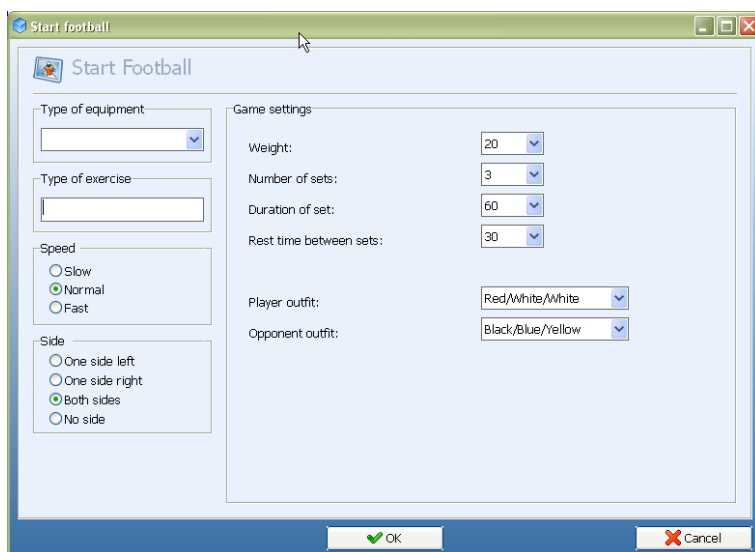 Start football
Start Football
Type of equipment
Type of exercise
Speed
Slow
Normal
Fast
Side
One side left
One side right
Both sides
No side
Game settings
Weight: 20
Number of sets: 3
Duration of set: 60
Rest time between sets: 30
Player outfit: Red/White/White
Opponent outfit: Black/Blue/Yellow
OK Cancel